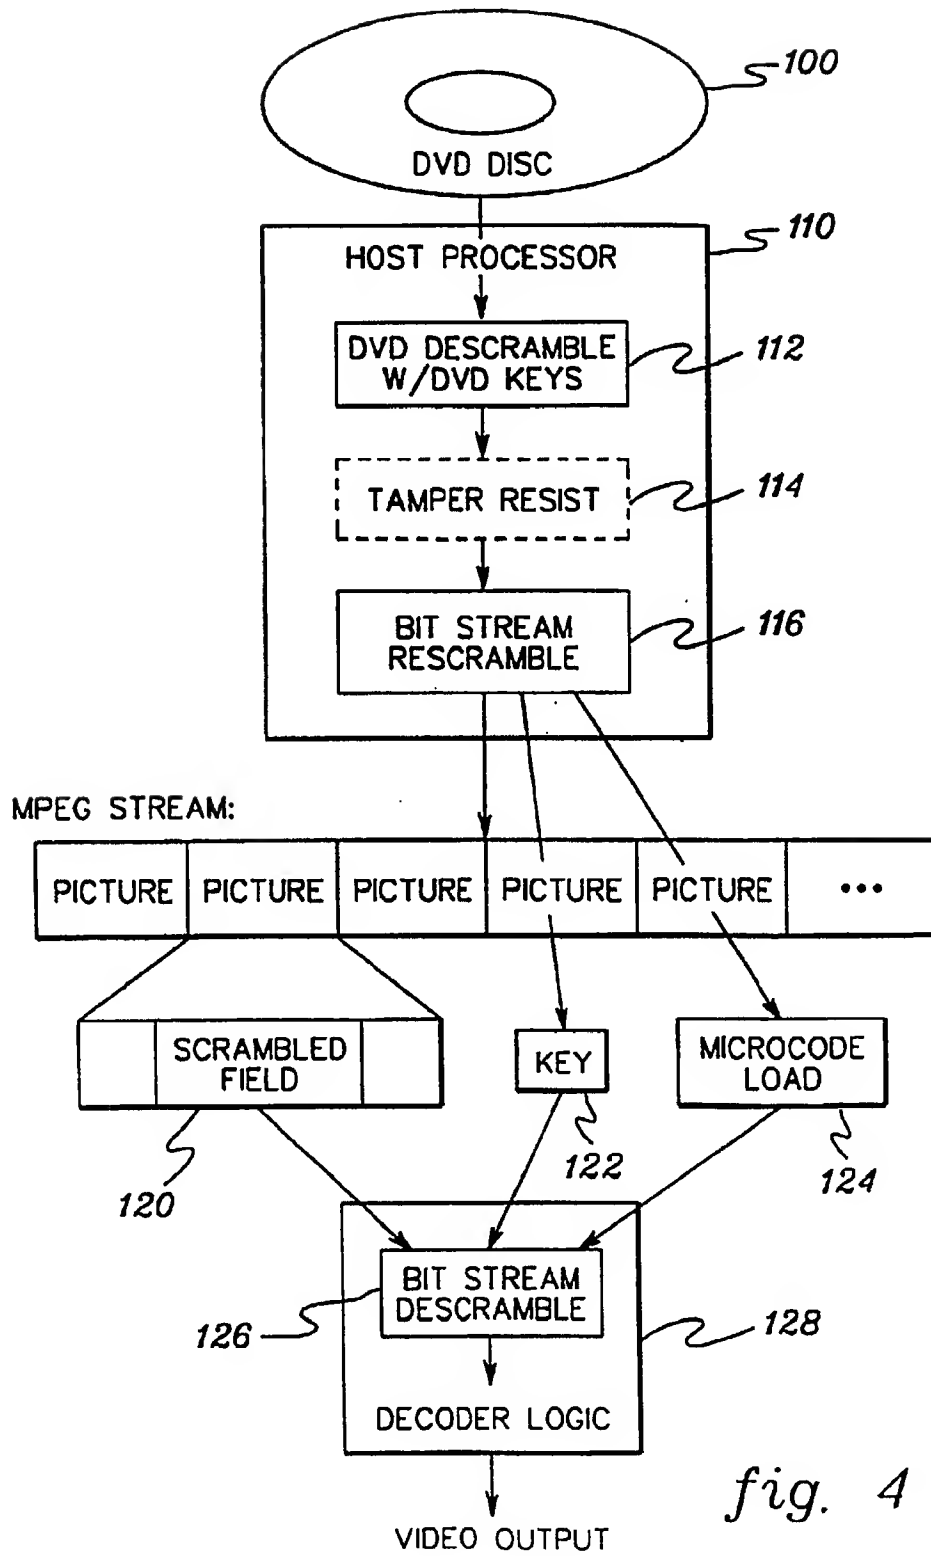 100
DVD DISC
110
HOST PROCESSOR
DVD DESCRAMBLE
W/DVD KEYS
112
TAMPER RESIST
114
BIT STREAM
RESCRAMBLE
116
MPEG STREAM:
PICTURE PICTURE PICTURE PICTURE PICTURE •••
SCRAMBLED
FIELD
KEY
MICROCODE
LOAD
120
122
124
BIT STREAM
DESCRAMBLE
126
128
DECODER LOGIC
fig. 4
VIDEO OUTPUT